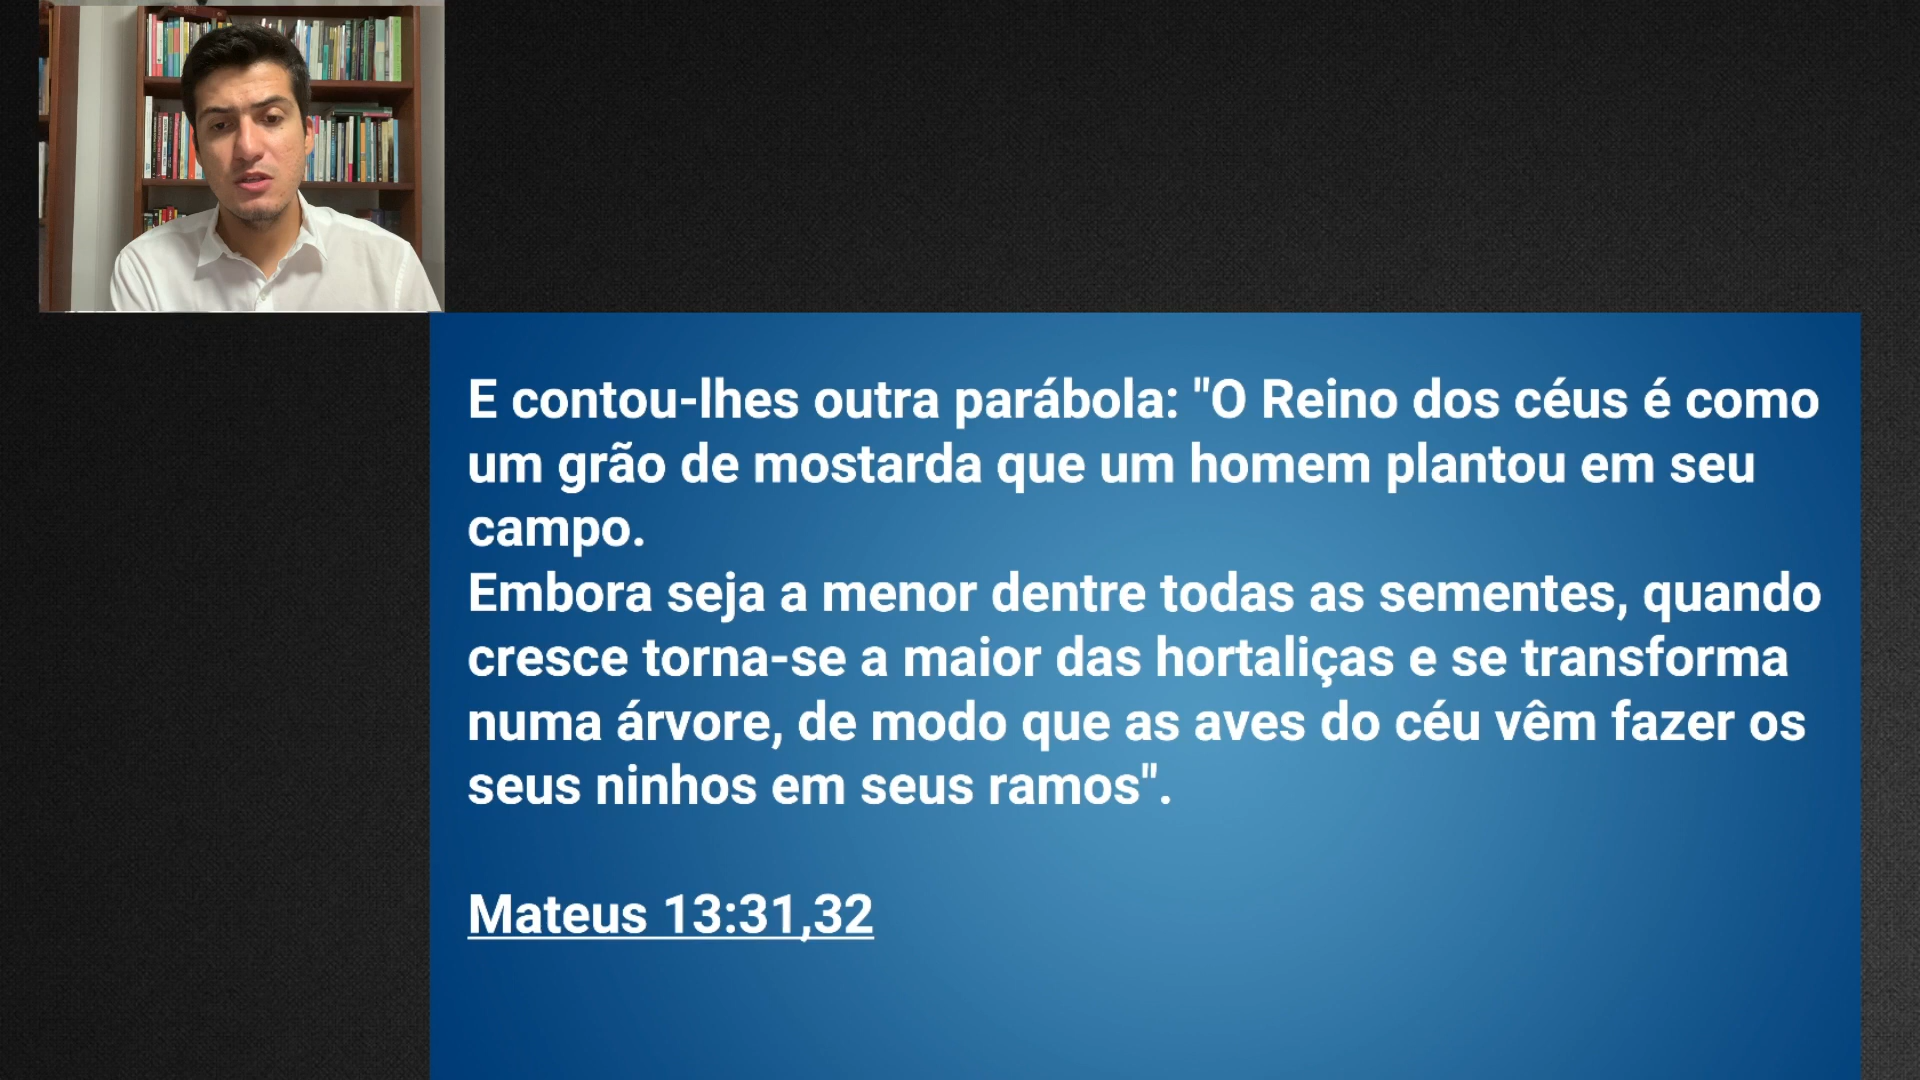 E contou-lhes outra parábola: "O Reino dos céus é como
um grão de mostarda que um homem plantou em seu
campo.
Embora seja a menor dentre todas as sementes, quando
cresce torna-se a maior das hortaliças e se transforma
numa árvore, de modo que as aves do céu vêm fazer os
seus ninhos em seus ramos".
Mateus 13:31,32